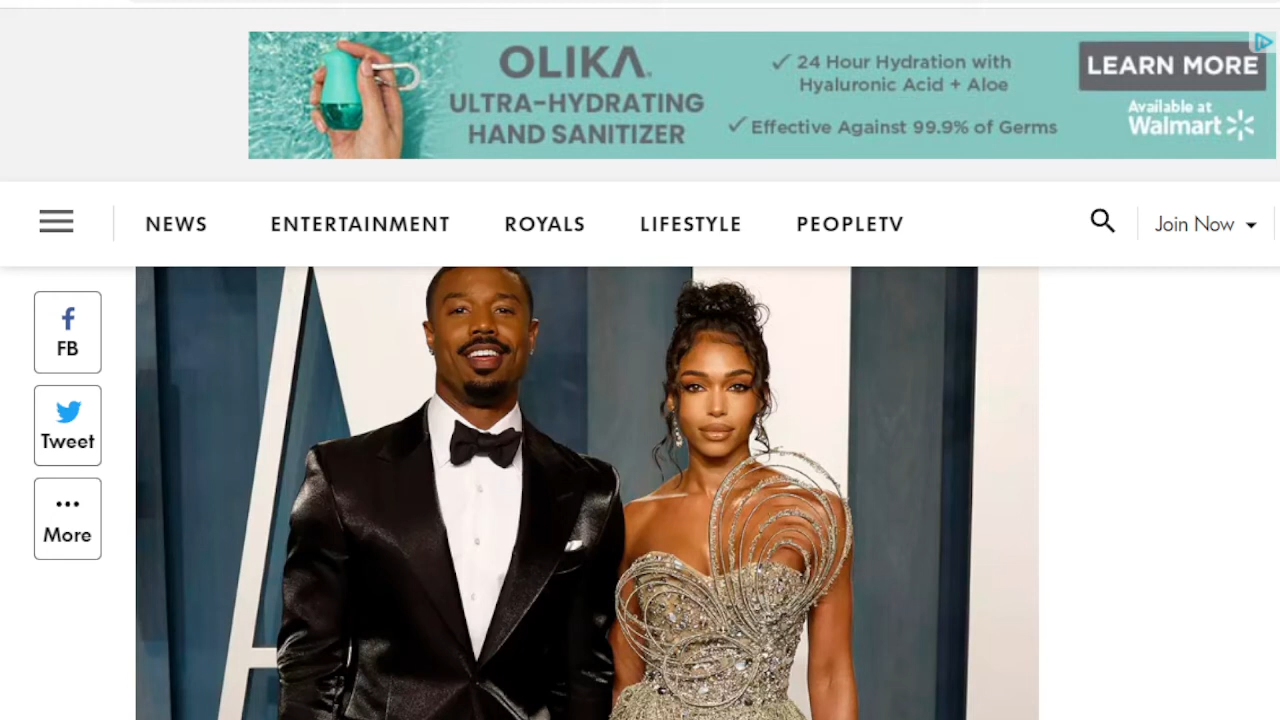 OLIKA
ULTRA-HYDRATING
HAND SANITIZER
✓ 24 Hour Hydration with
Hyaluronic Acid + Aloe
✓ Effective Against 99.9% of Germs
LEARN MORE
Available at
Walmart
NEWS ENTERTAINMENT ROYALS LIFESTYLE PEOPLETV Join Now
FB
Tweet
More